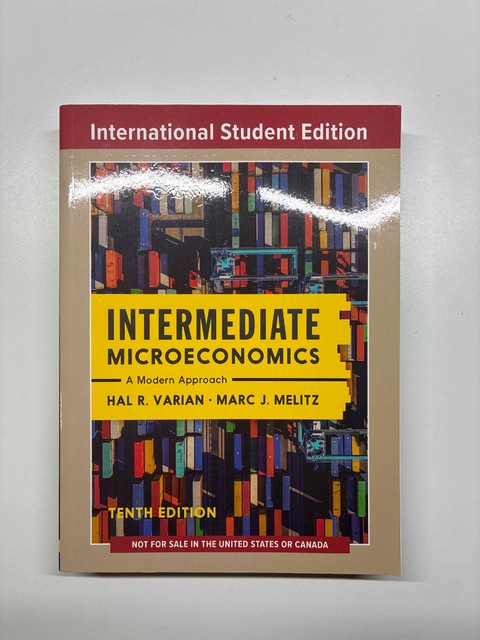 International Student Edition
INTERMEDIATE
MICROECONOMICS
A Modern Approach
HAL R. VARIAN · MARC J. MELITZ
TENTH EDITION
NOT FOR SALE IN THE UNITED STATES OR CANADA